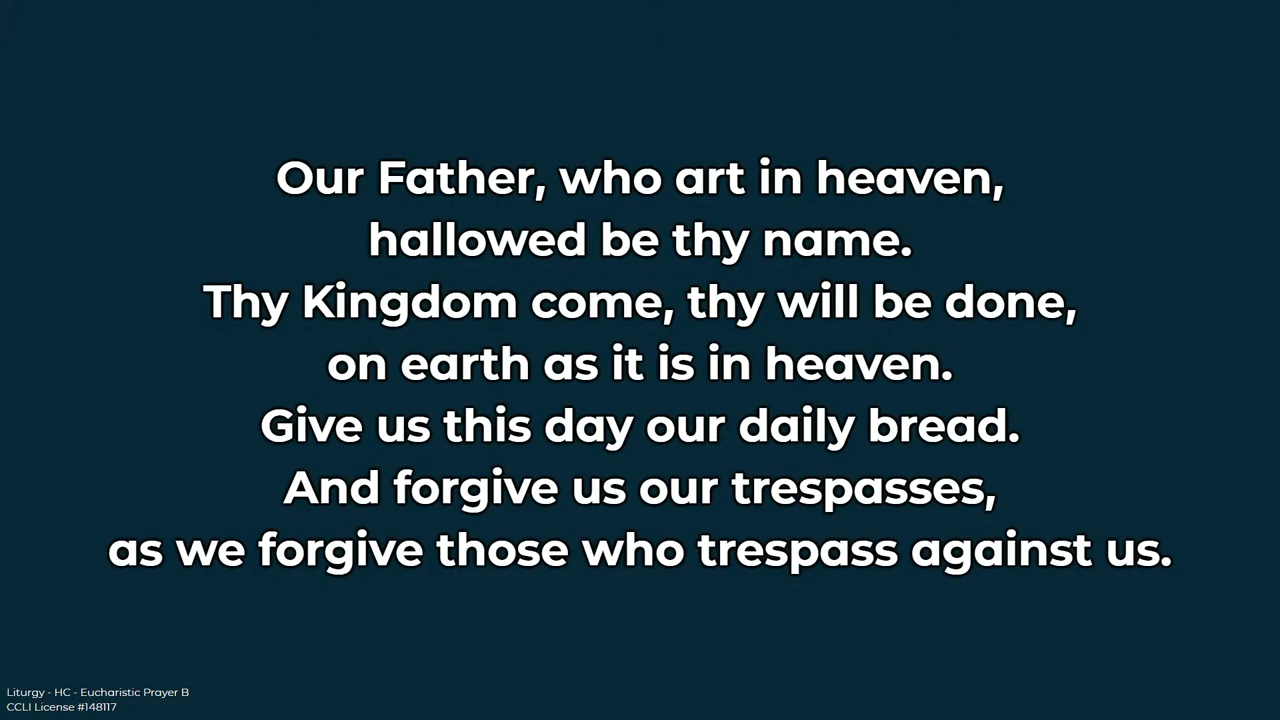 Our Father, who art in heaven,
hallowed be thy name.
Thy Kingdom come, thy will be done,
on earth as it is in heaven.
Give us this day our daily bread.
And forgive us our trespasses,
as we forgive those who trespass against us.
Liturgy - HC - Eucharistic Prayer B
CCLI License #148117